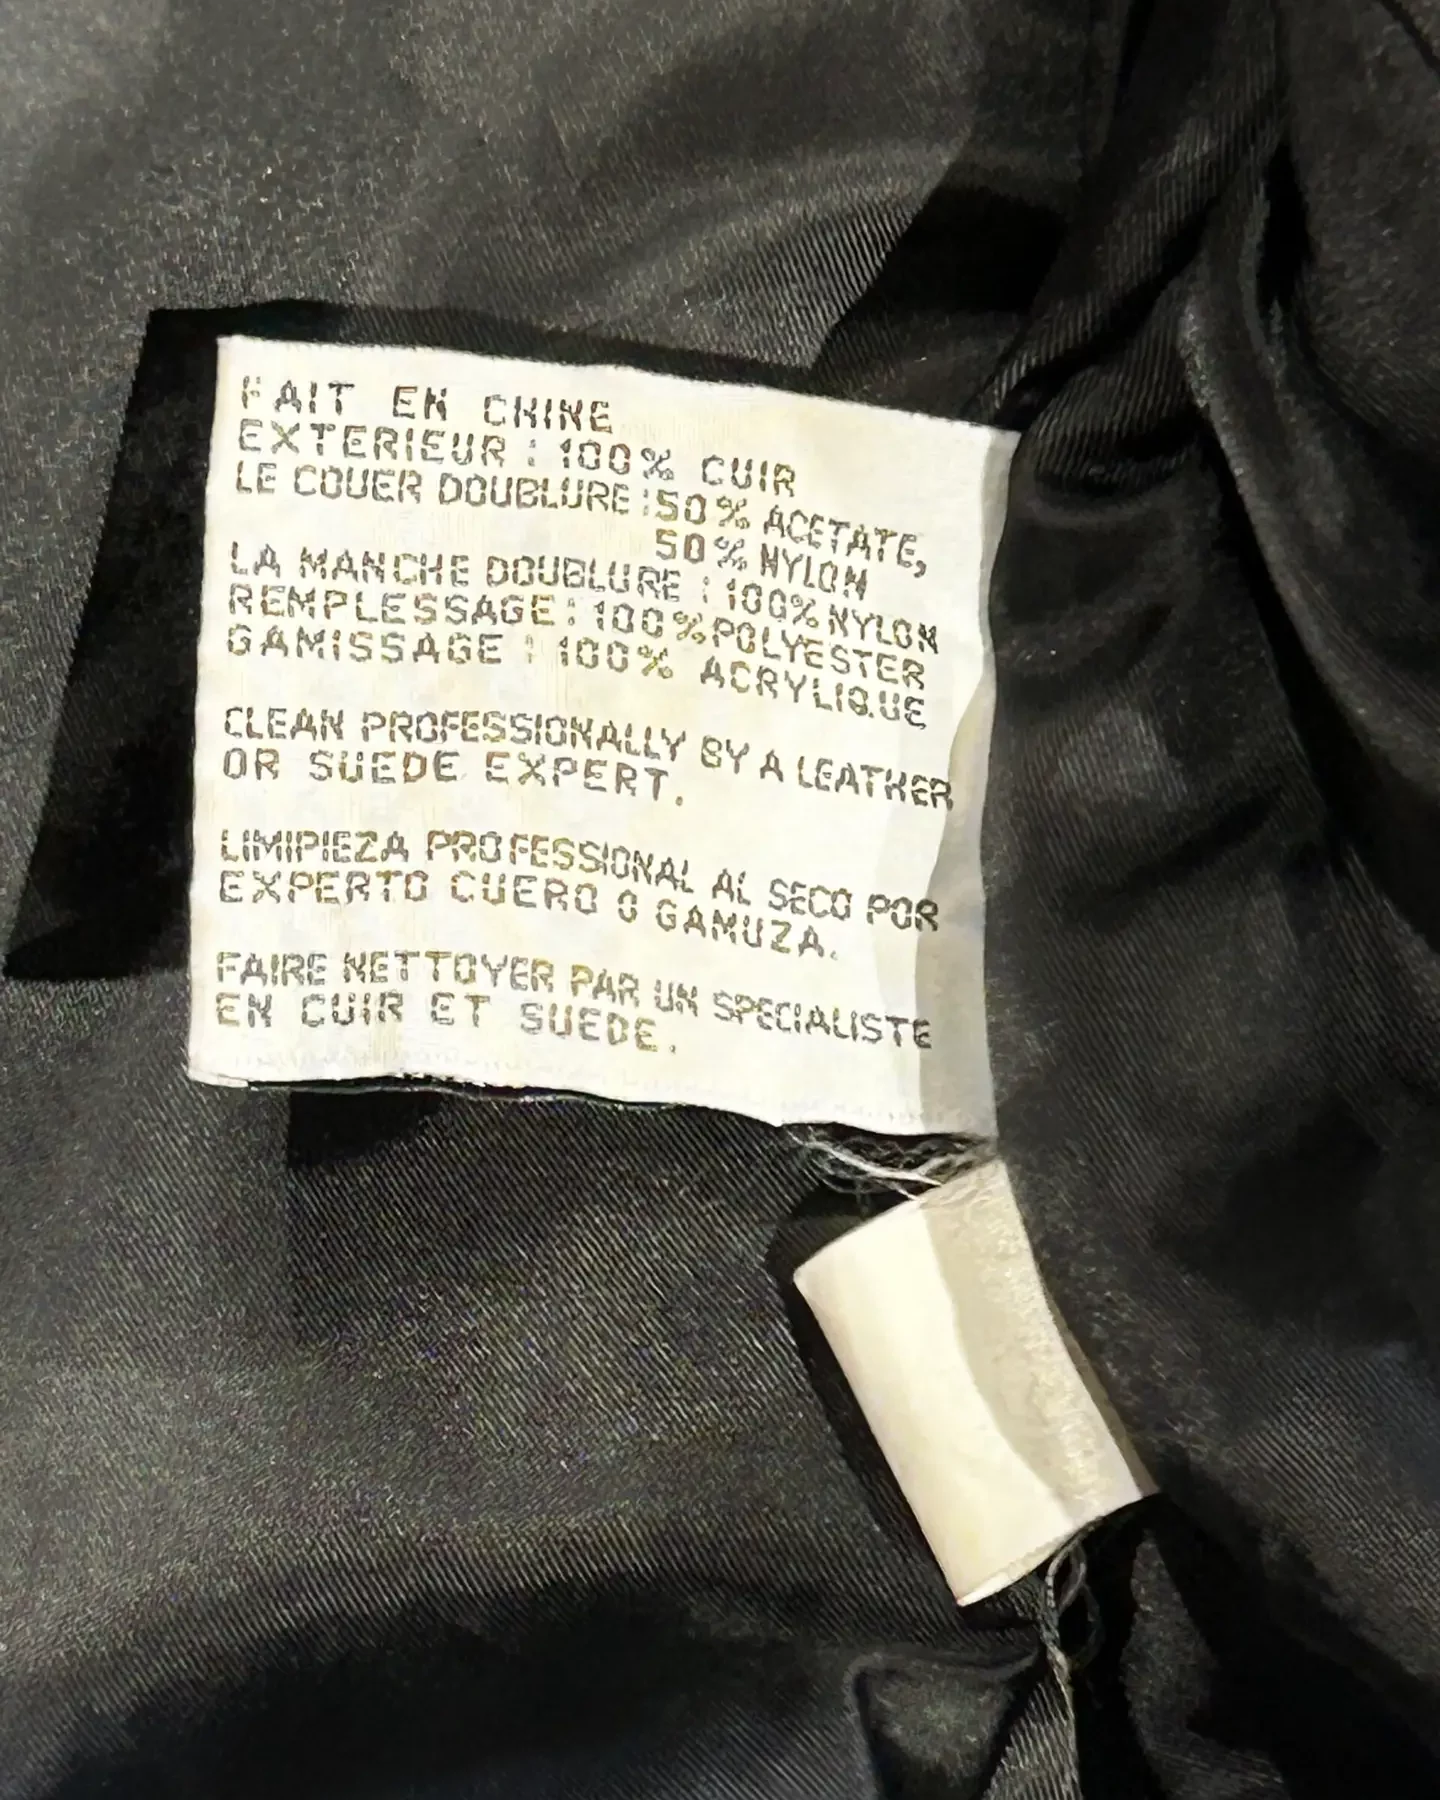 FAIT EN CHINE
EXTERIEUR : 100% CUIR
LE COUER DOUBLURE :50% ACETATE,
50% NYLON
LA MANCHE DOUBLURE : 100% NYLON
REMPLESSAGE : 100% POLYESTER
GAMISSAGE : 100% ACRYLIQUE
CLEAN PROFESSIONALLY BY A LEATHER
OR SUEDE EXPERT.
LIMIPIEZA PROFESSIONAL AL SECO POR
EXPERTO CUERO O GAMUZA.
FAIRE NETTOYER PAR UN SPECIALISTE
EN CUIR ET SUEDE.